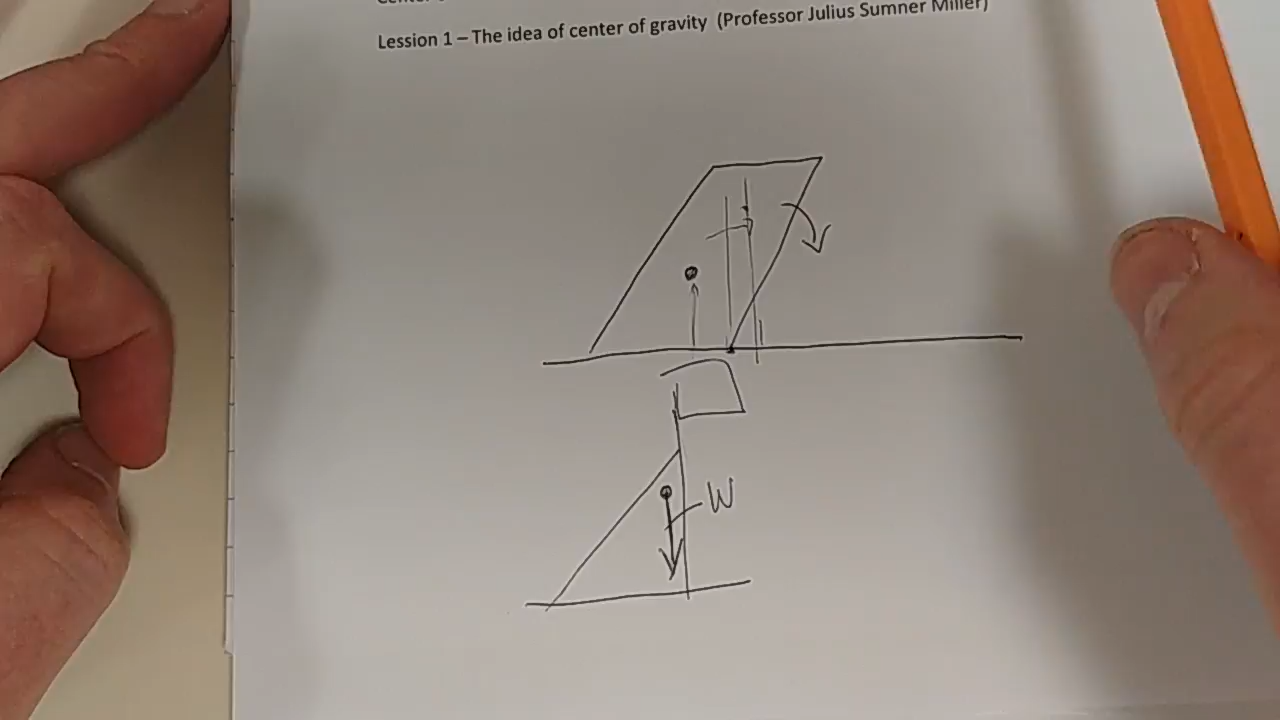 Lession 1 – The idea of center of gravity (Professor Julius Sumner Miller)
W